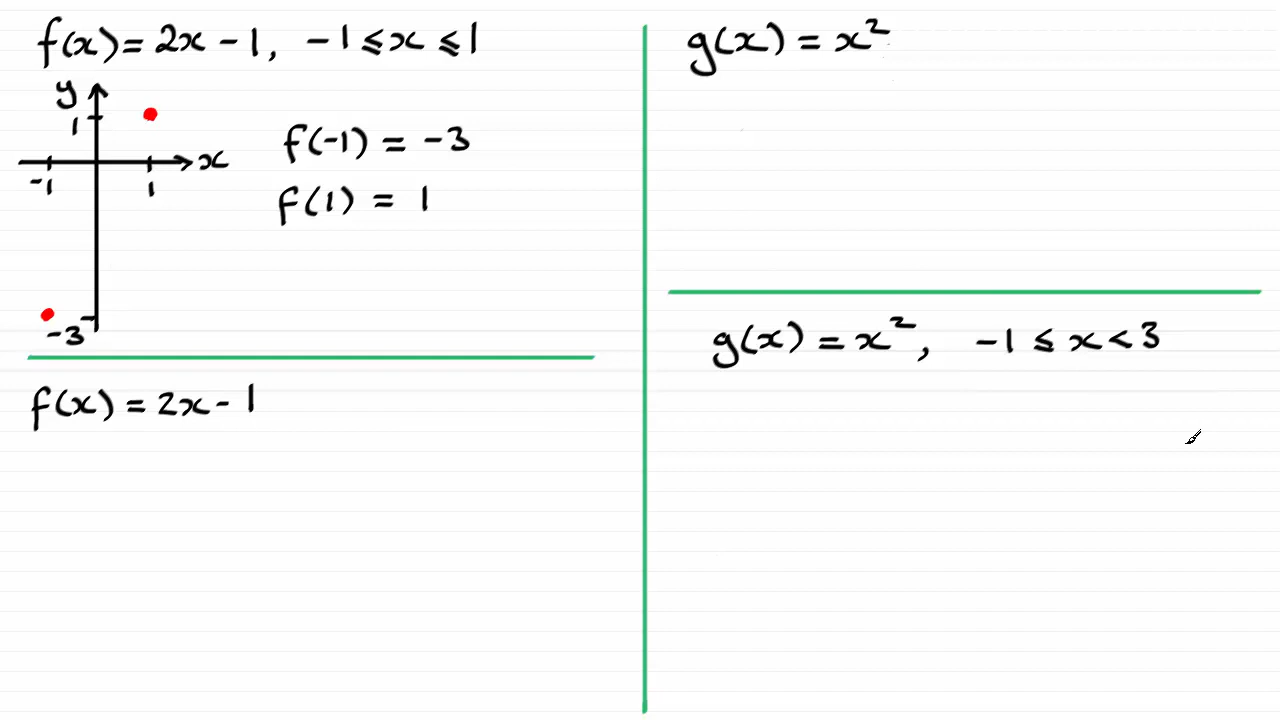 f(x) = 2x - 1, -1 ≤ x ≤ 1
y
1
x
-1 1
-3
f(-1) = -3
f(1) = 1
f(x) = 2x - 1
g(x) = x²
g(x) = x², -1 ≤ x < 3